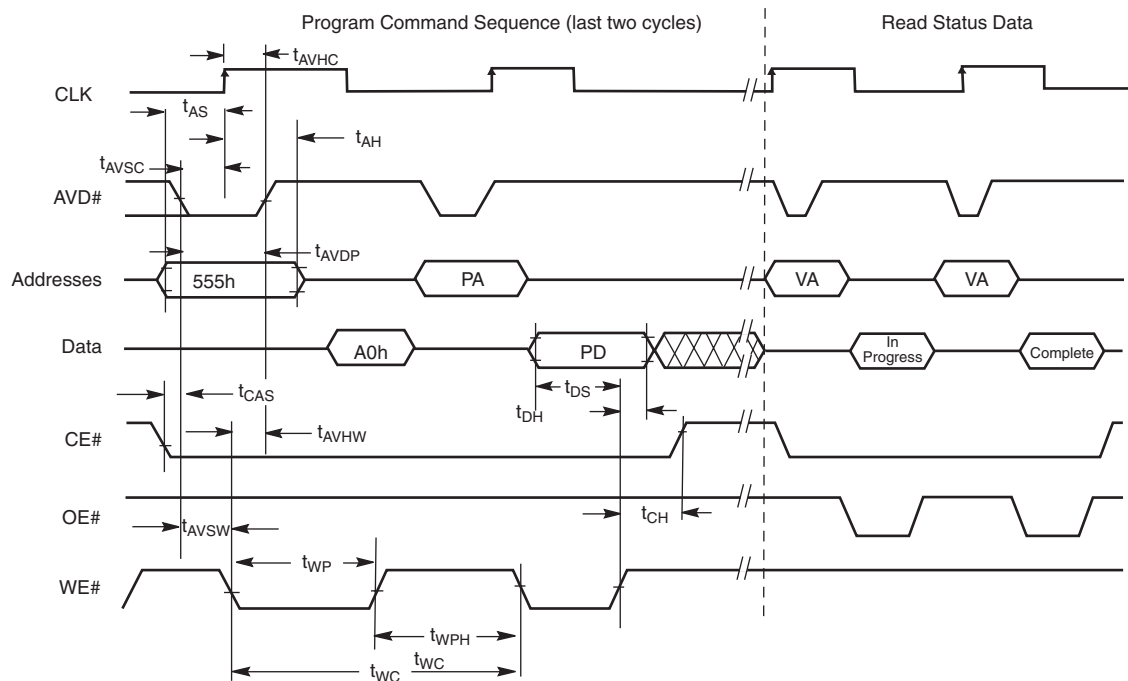 Program Command Sequence (last two cycles)
Read Status Data
tAVHC
CLK
tAS
tAH
tAVSC
AVD#
tAVDP
Addresses
555h
PA
VA
VA
Data
A0h
PD
In
Progress
Complete
tCAS
tDS
tDH
CE#
tAVHW
OE#
tCH
tAVSW
tWP
WE#
tWPH
tWC
tWC